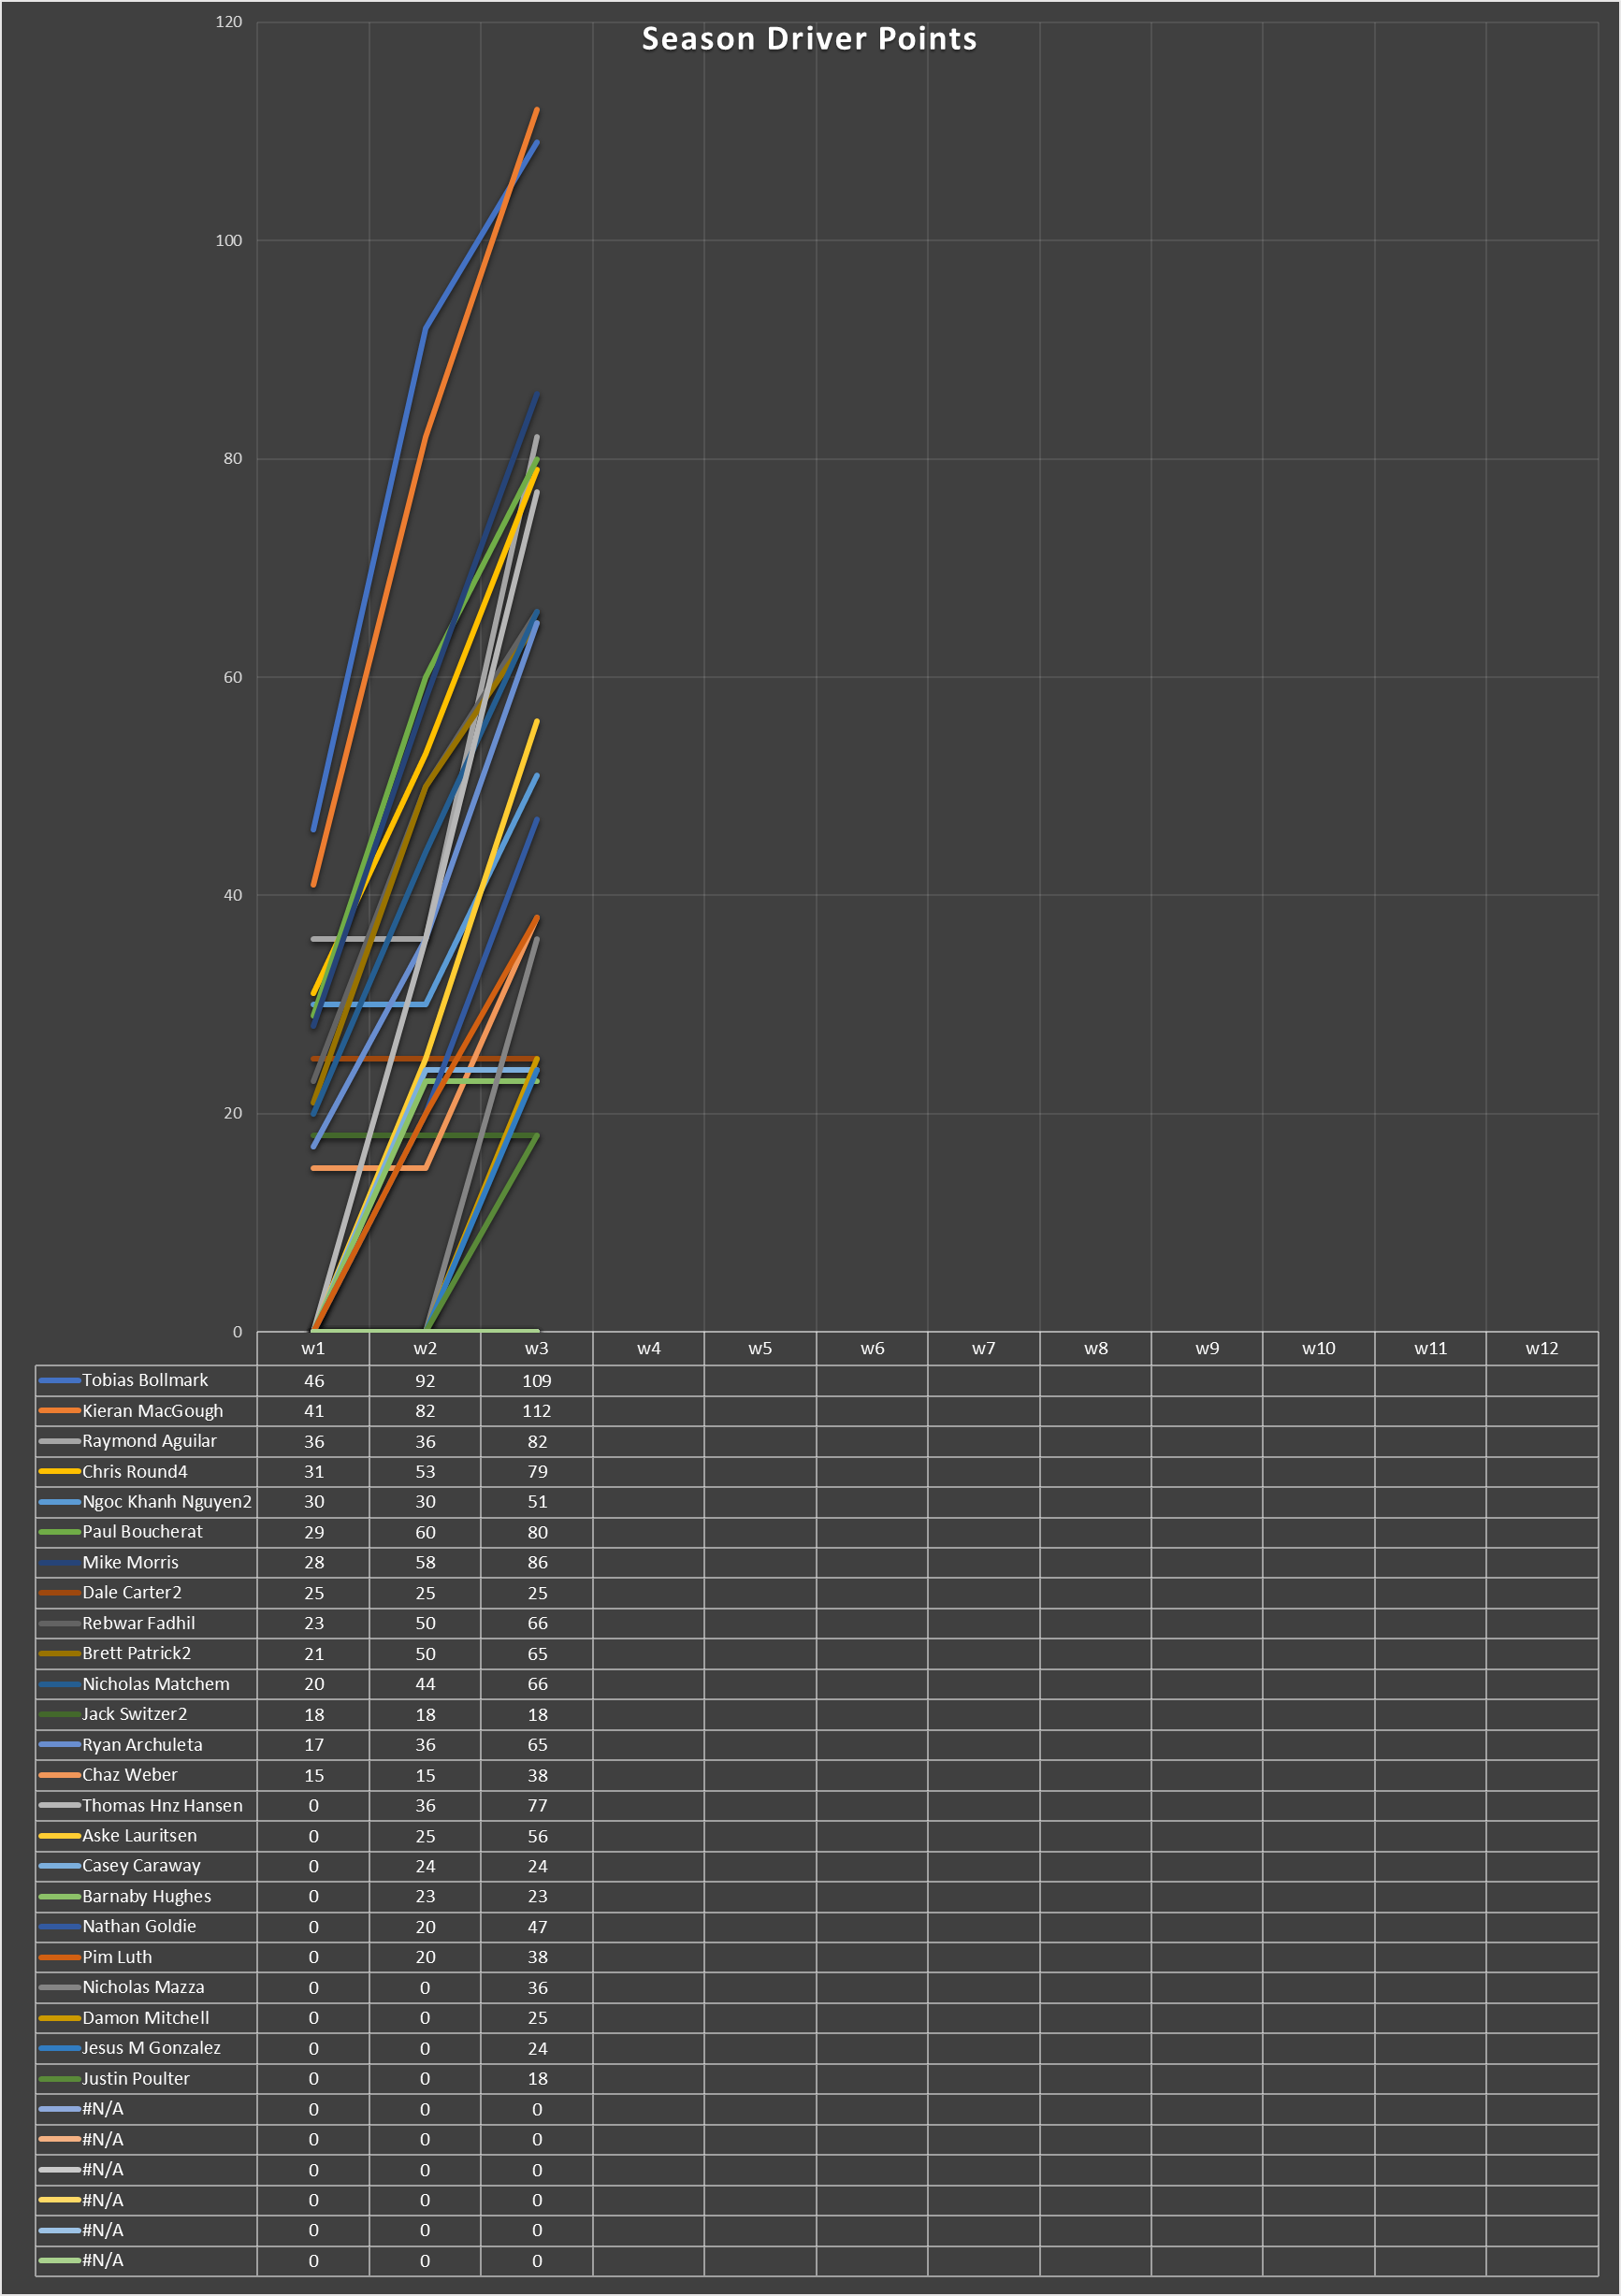 Season Driver Points
120
100
80
60
40
20
0
w1 w2 w3 w4 w5 w6 w7 w8 w9 w10 w11 w12
Tobias Bollmark 46 92 109
Kieran MacGough 41 82 112
Raymond Aguilar 36 36 82
Chris Round4 31 53 79
Ngoc Khanh Nguyen2 30 30 51
Paul Boucherat 29 60 80
Mike Morris 28 58 86
Dale Carter2 25 25 25
Rebwar Fadhil 23 50 66
Brett Patrick2 21 50 65
Nicholas Matchem 20 44 66
Jack Switzer2 18 18 18
Ryan Archuleta 17 36 65
Chaz Weber 15 15 38
Thomas Hnz Hansen 0 36 77
Aske Lauritsen 0 25 56
Casey Caraway 0 24 24
Barnaby Hughes 0 23 23
Nathan Goldie 0 20 47
Pim Luth 0 20 38
Nicholas Mazza 0 0 36
Damon Mitchell 0 0 25
Jesus M Gonzalez 0 0 24
Justin Poulter 0 0 18
#N/A 0 0 0
#N/A 0 0 0
#N/A 0 0 0
#N/A 0 0 0
#N/A 0 0 0
#N/A 0 0 0